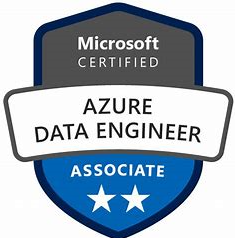 Microsoft
CERTIFIED
AZURE
DATA ENGINEER
ASSOCIATE